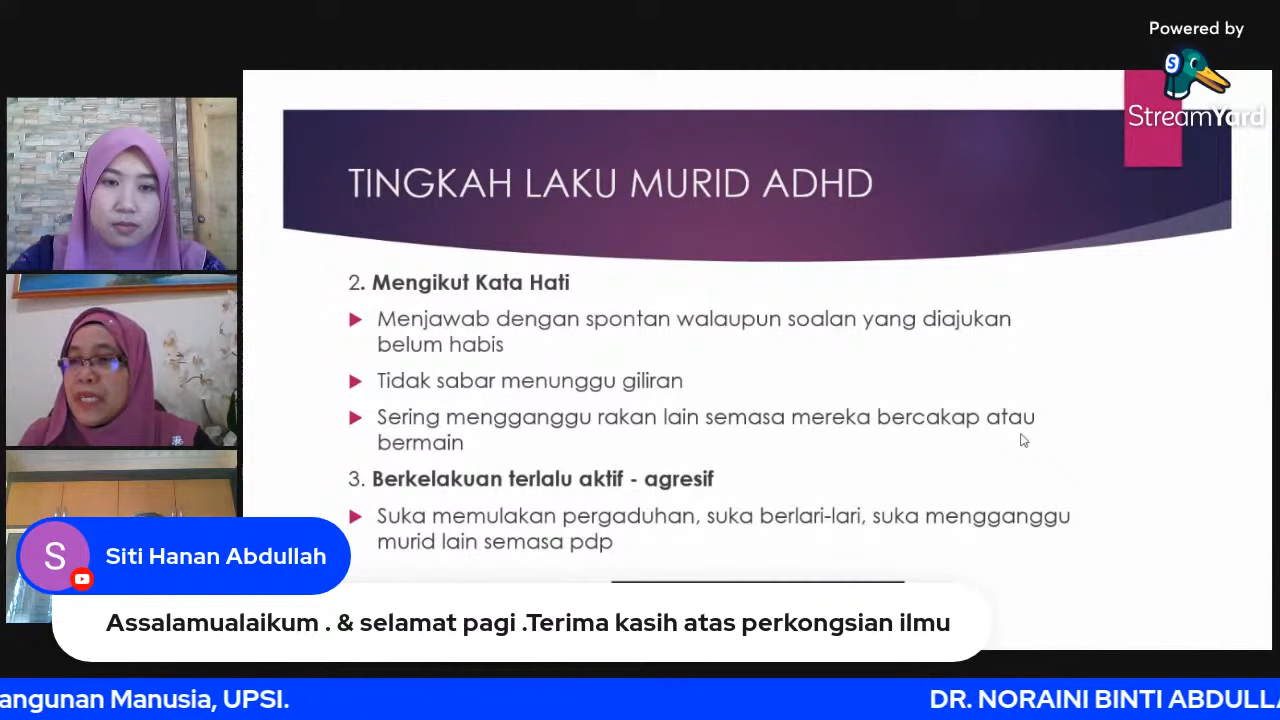 Powered by
StreamYard
TINGKAH LAKU MURID ADHD
2. Mengikut Kata Hati
Menjawab dengan spontan walaupun soalan yang diajukan
belum habis
Tidak sabar menunggu giliran
Sering mengganggu rakan lain semasa mereka bercakap atau
bermain
3. Berkelakuan terlalu aktif - agresif
Suka memulakan pergaduhan, suka berlari-lari, suka mengganggu
murid lain semasa pdp
S
Siti Hanan Abdullah
Assalamualaikum . & selamat pagi .Terima kasih atas perkongsian ilmu
angunan Manusia, UPSI.
DR. NORAINI BINTI ABDULLA